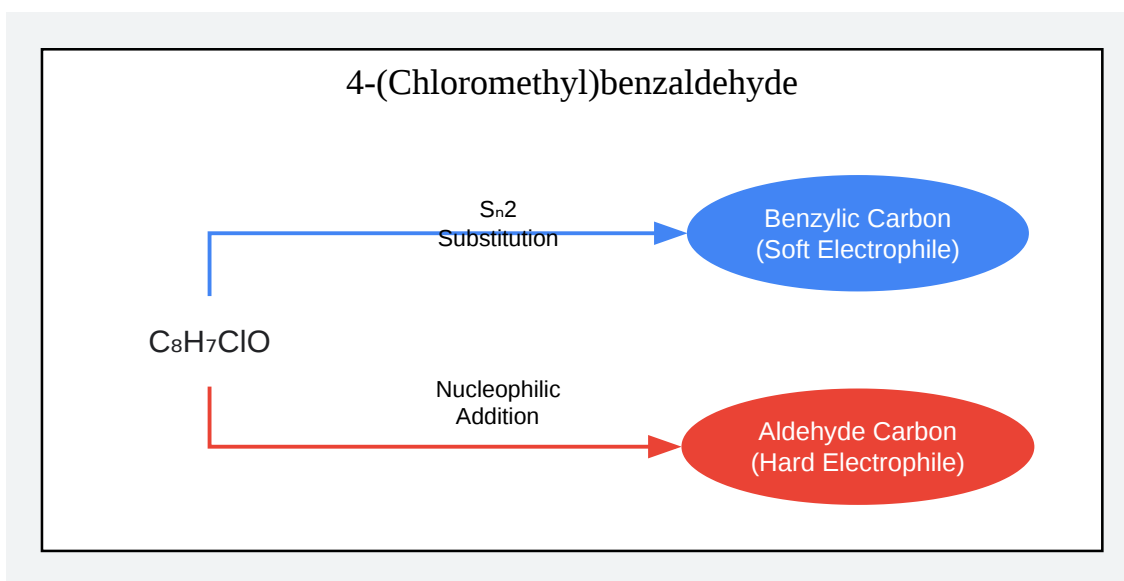 4-(Chloromethyl)benzaldehyde
Sₙ2
Substitution
Benzylic Carbon
(Soft Electrophile)
C₈H₇ClO
Nucleophilic
Addition
Aldehyde Carbon
(Hard Electrophile)